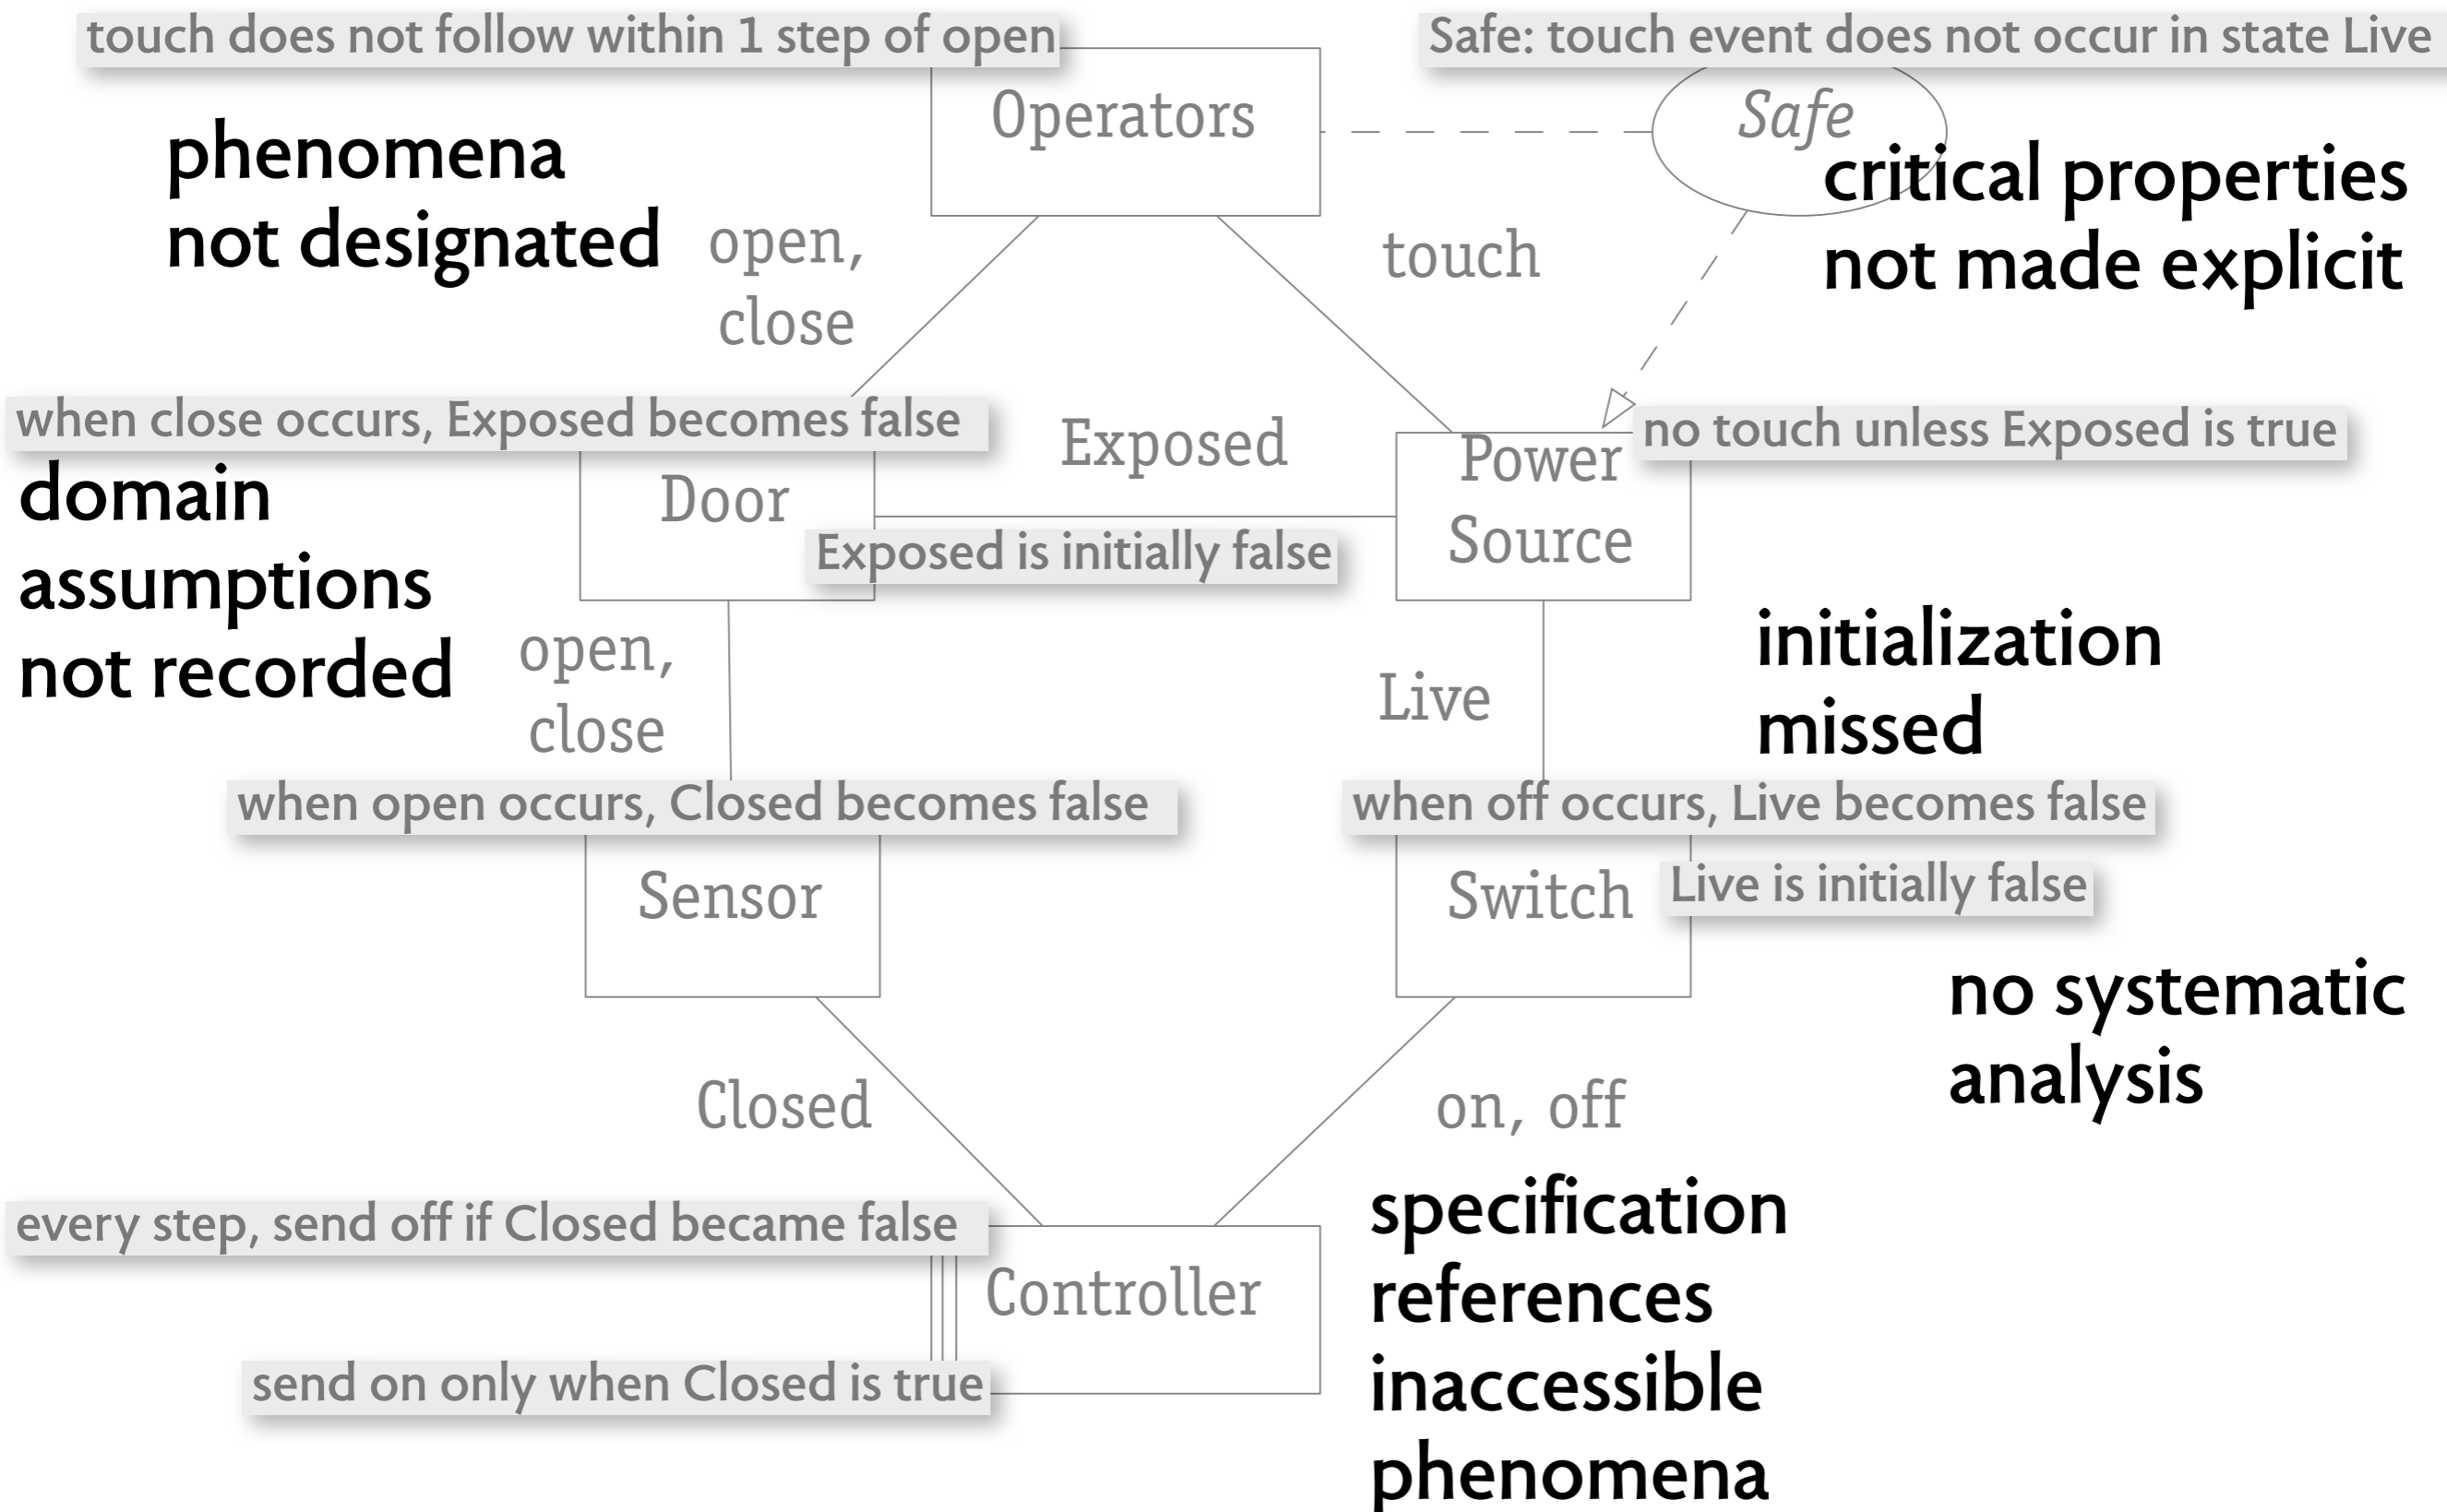 touch does not follow within 1 step of open
Safe: touch event does not occur in state Live
Operators
Safe
phenomena
not designated
critical properties
not made explicit
open,
close
touch
when close occurs, Exposed becomes false
Exposed
no touch unless Exposed is true
Door
Power
Source
Exposed is initially false
domain
assumptions
not recorded
open,
close
Live
initialization
missed
when open occurs, Closed becomes false
when off occurs, Live becomes false
Sensor
Switch
Live is initially false
no systematic
analysis
Closed
on, off
every step, send off if Closed became false
Controller
send on only when Closed is true
specification
references
inaccessible
phenomena